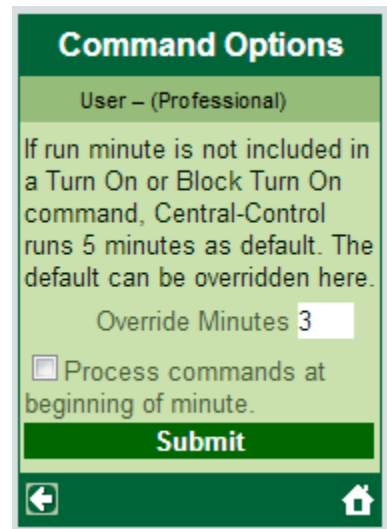 Command Options
User – (Professional)
If run minute is not included in
a Turn On or Block Turn On
command, Central-Control
runs 5 minutes as default. The
default can be overridden here.
Override Minutes 3
Process commands at
beginning of minute.
Submit